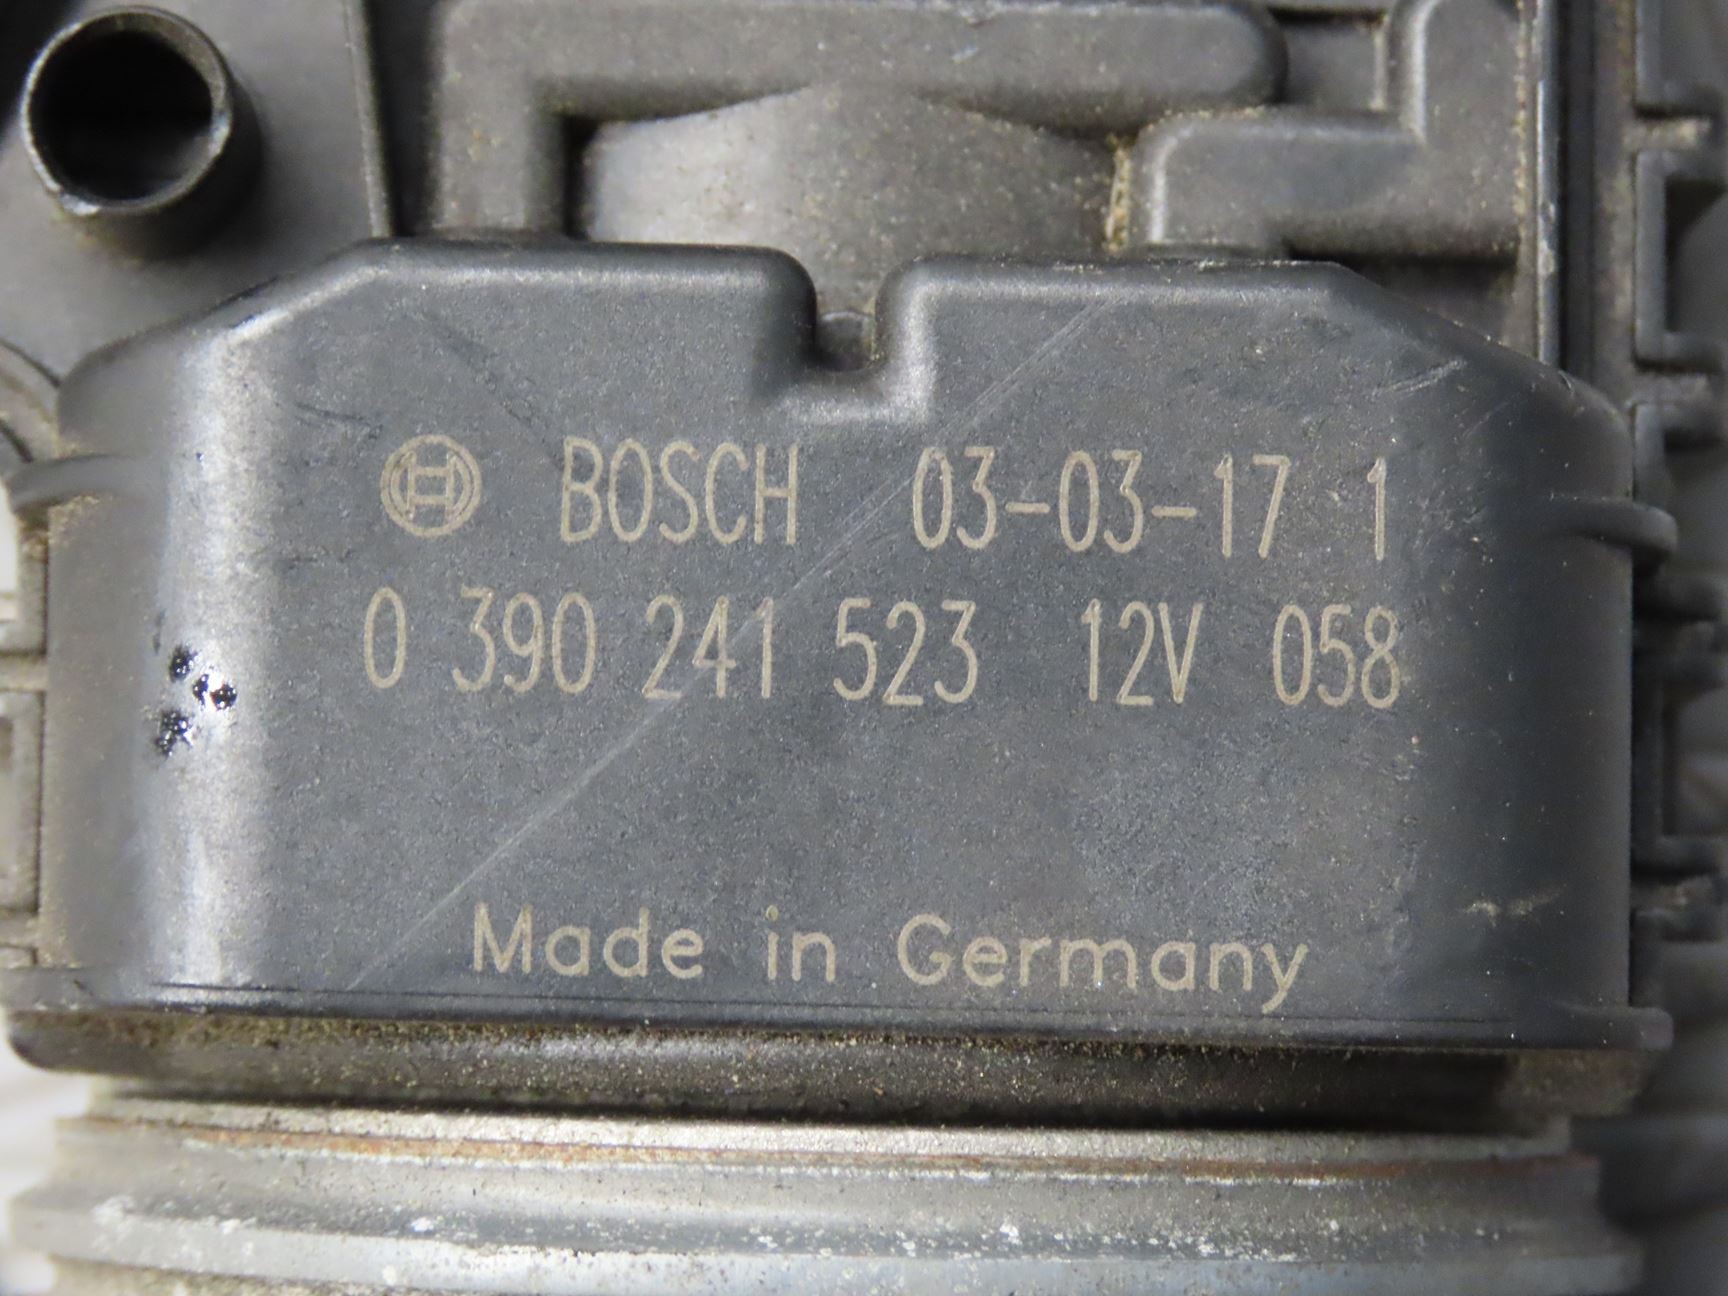 BOSCH 03-03-17 1
0 390 241 523 12V 058
Made in Germany